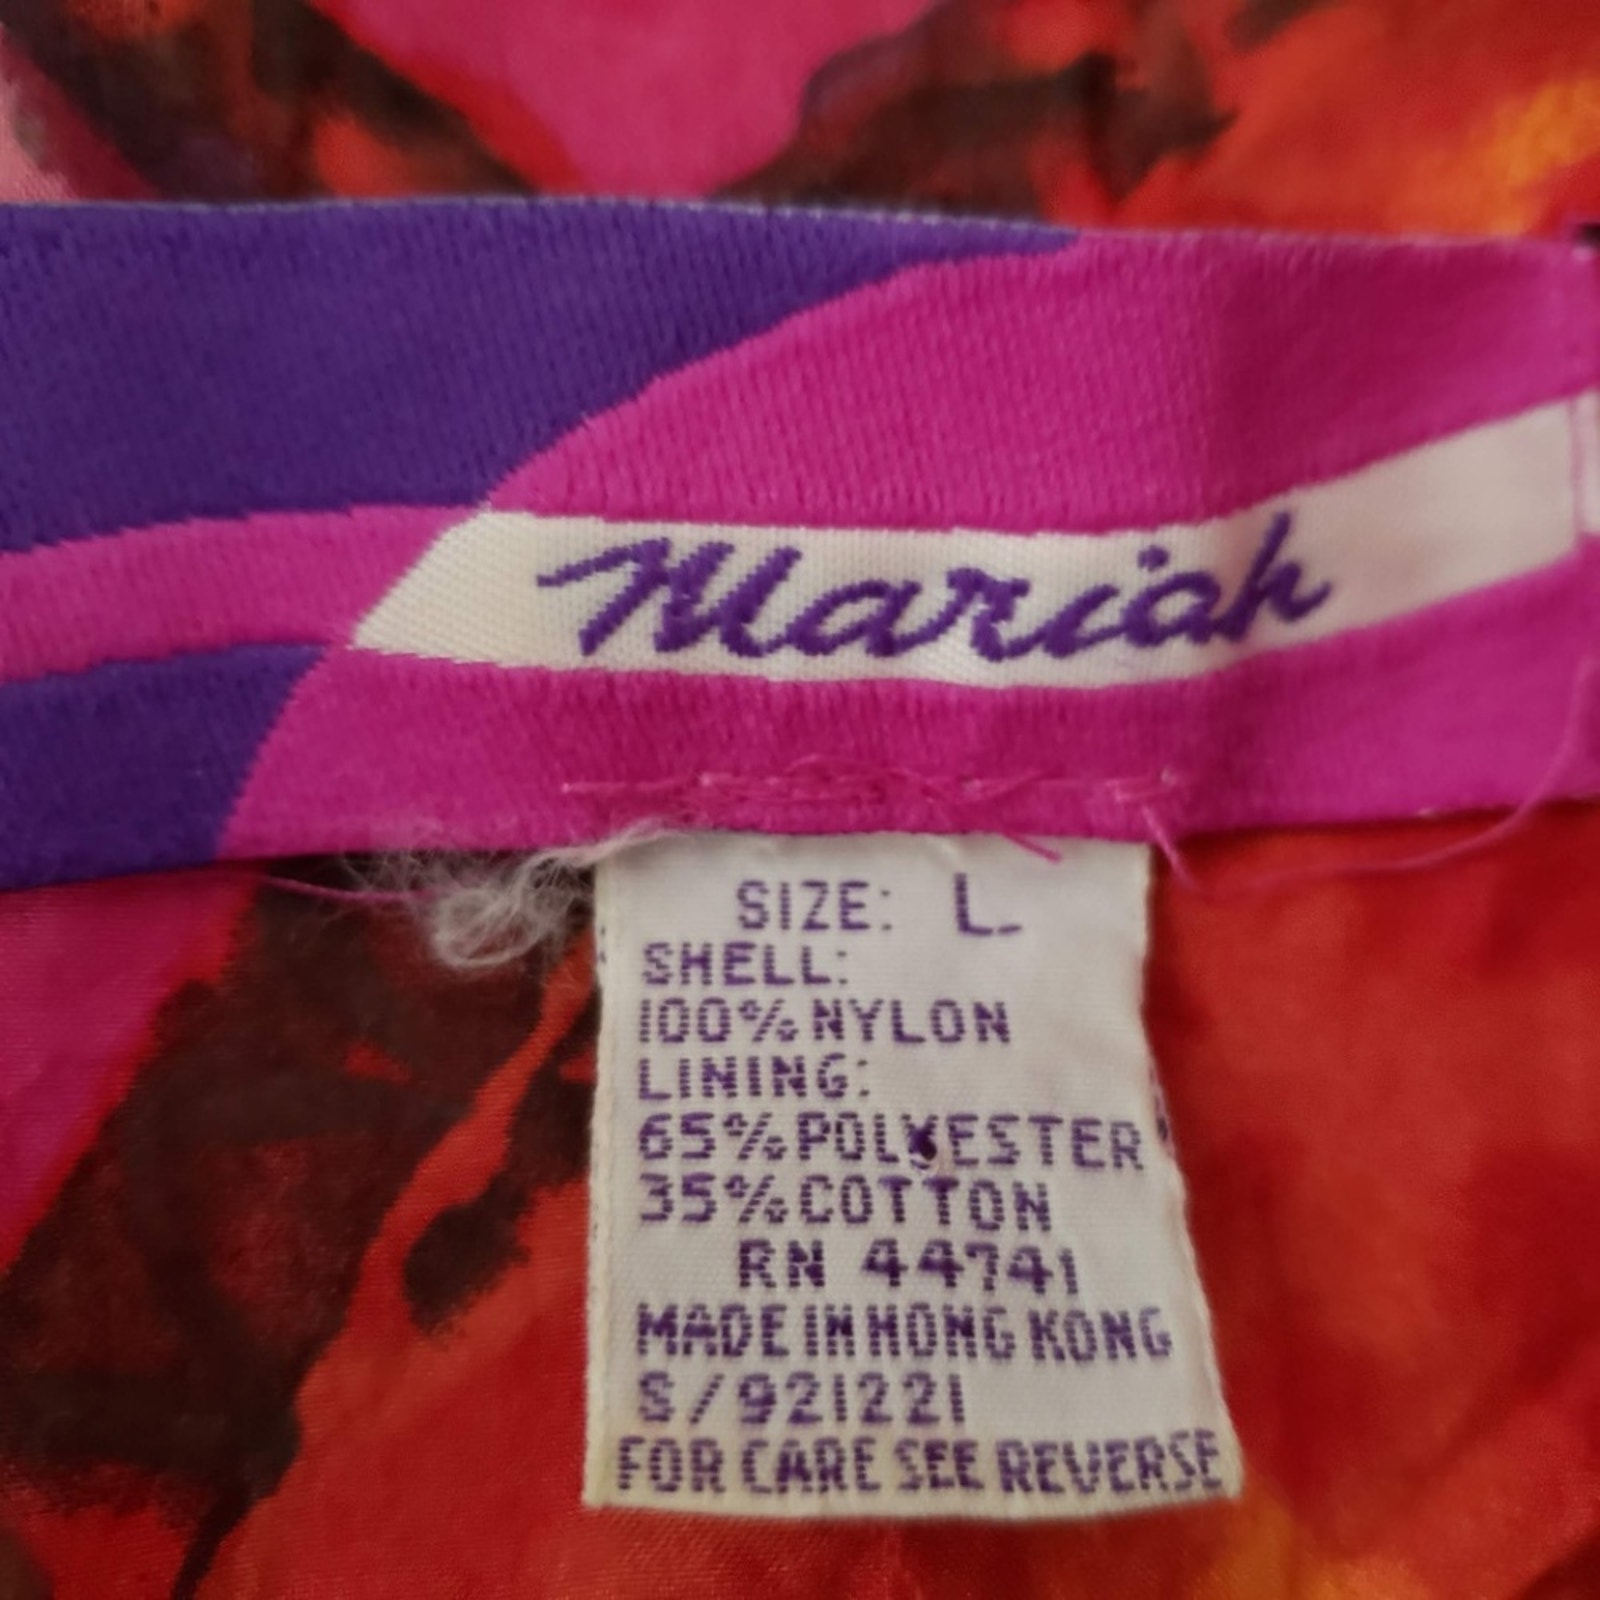 Mariah
SIZE: L
SHELL:
100% NYLON
LINING:
65% POLYESTER
35% COTTON
RN 44741
MADE IN HONG KONG
S/921221
FOR CARE SEE REVERSE